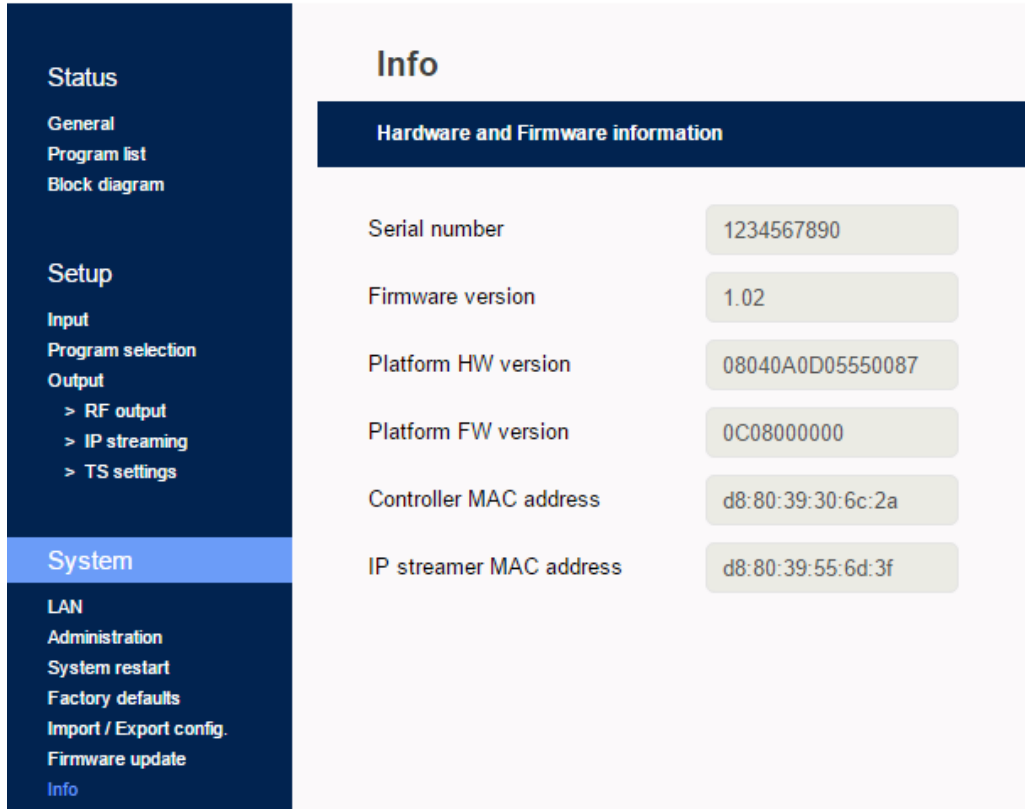 Status
General
Program list
Block diagram
Setup
Input
Program selection
Output
> RF output
> IP streaming
> TS settings
System
LAN
Administration
System restart
Factory defaults
Import / Export config.
Firmware update
Info
Info
Hardware and Firmware information
Serial number 1234567890
Firmware version 1.02
Platform HW version 08040A0D05550087
Platform FW version 0C08000000
Controller MAC address d8:80:39:30:6c:2a
IP streamer MAC address d8:80:39:55:6d:3f